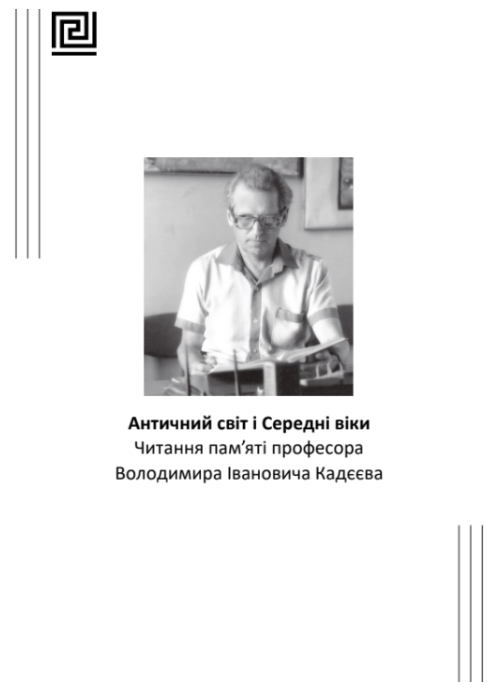 Античний світ і Середні віки
Читання пам’яті професора
Володимира Івановича Кадєєва